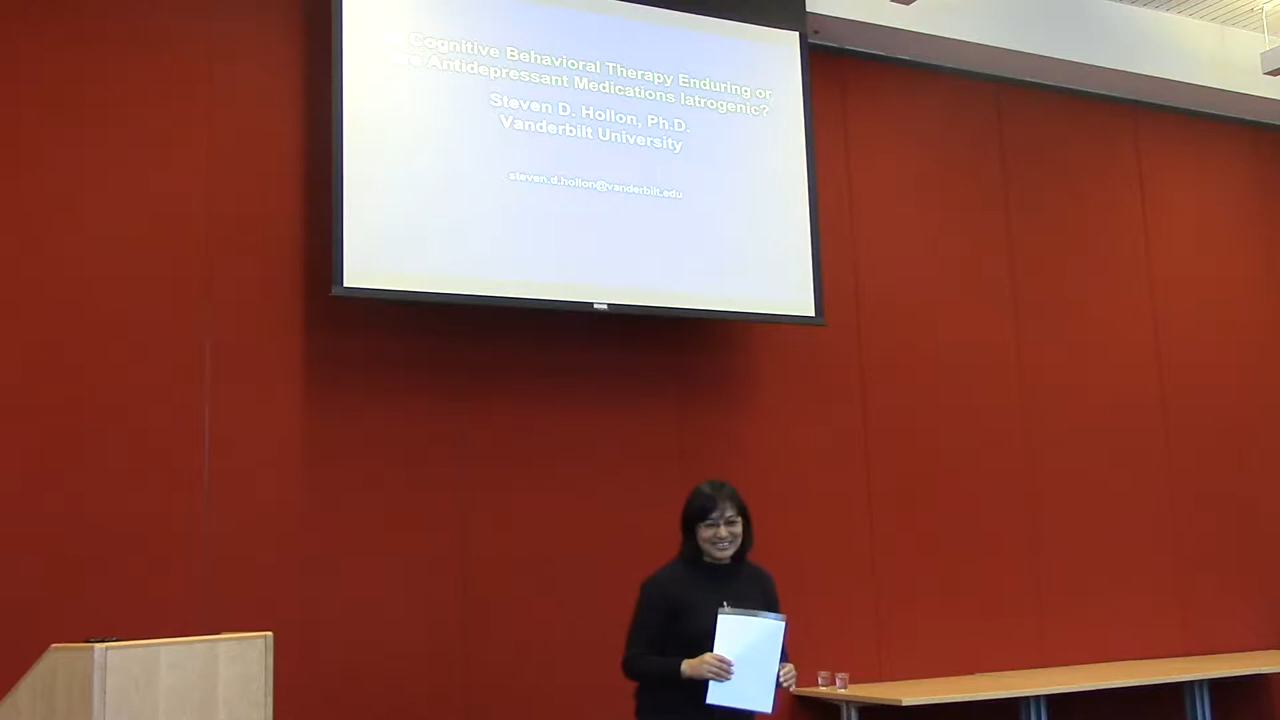 Cognitive Behavioral Therapy Enduring or
Antidepressant Medications Iatrogenic?
Steven D. Hollon, Ph.D.
Vanderbilt University
steven.d.hollon@vanderbilt.edu